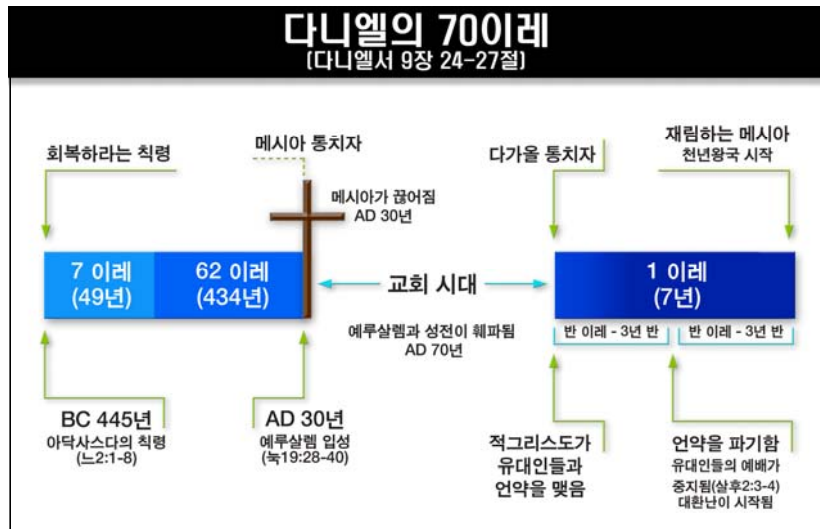 다니엘의 70이레
(다니엘서 9장 24-27절)
회복하라는 칙령
메시아 통치자
메시아가 끊어짐
AD 30년
다가올 통치자
재림하는 메시아
천년왕국 시작
7 이레
(49년)
62 이레
(434년)
교회 시대
1 이레
(7년)
예루살렘과 성전이 훼파됨
AD 70년
반 이레 - 3년 반
반 이레 - 3년 반
BC 445년
아닥사스다의 칙령
(느2:1-8)
AD 30년
예루살렘 입성
(눅19:28-40)
적그리스도가
유대인들과
언약을 맺음
언약을 파기함
유대인들의 예배가
중지됨(살후2:3-4)
대환난이 시작됨